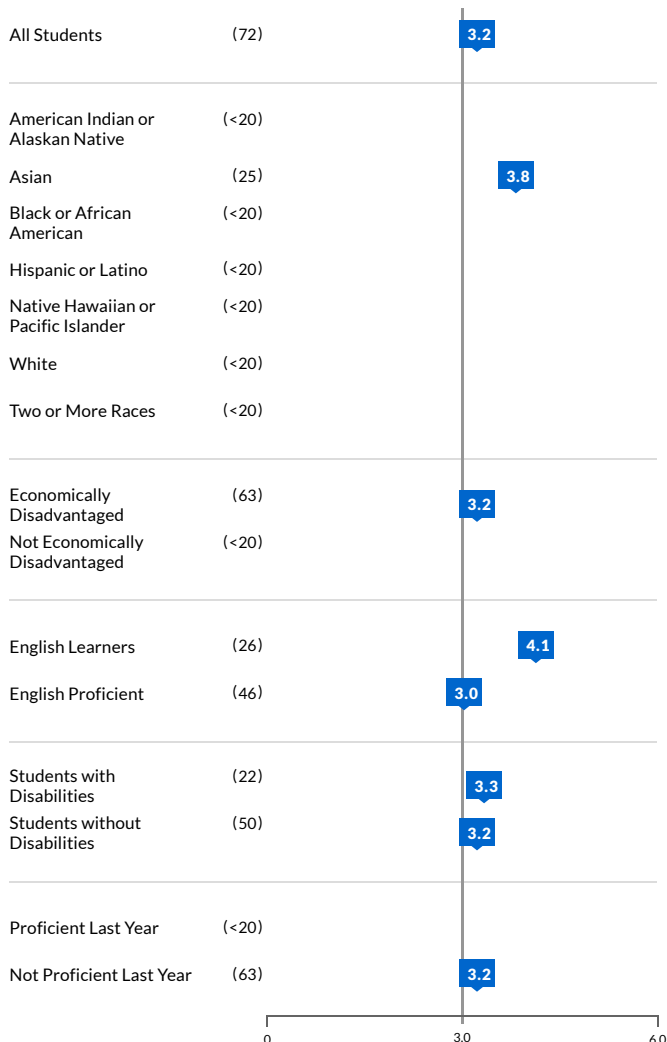 All Students (72) 3.2
American Indian or (<20)
Alaskan Native
Asian (25) 3.8
Black or African (<20)
American
Hispanic or Latino (<20)
Native Hawaiian or (<20)
Pacific Islander
White (<20)
Two or More Races (<20)
Economically (63) 3.2
Disadvantaged
Not Economically (<20)
Disadvantaged
English Learners (26) 4.1
English Proficient (46) 3.0
Students with (22) 3.3
Disabilities
Students without (50) 3.2
Disabilities
Proficient Last Year (<20)
Not Proficient Last Year (63) 3.2
0 3.0 6.0